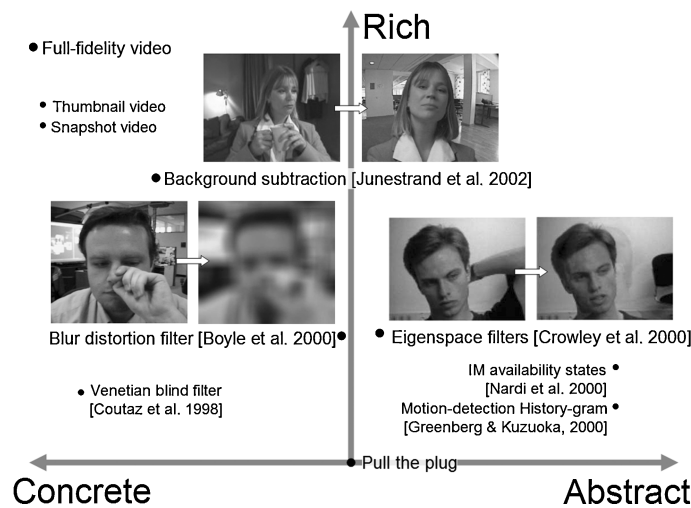 Rich
• Full-fidelity video
• Thumbnail video
• Snapshot video
• Background subtraction [Junestrand et al. 2002]
Blur distortion filter [Boyle et al. 2000] •
• Eigenspace filters [Crowley et al. 2000]
• Venetian blind filter
[Coutaz et al. 1998]
IM availability states •
[Nardi et al. 2000]
Motion-detection History-gram •
[Greenberg & Kuzuoka, 2000]
• Pull the plug
Concrete
Abstract